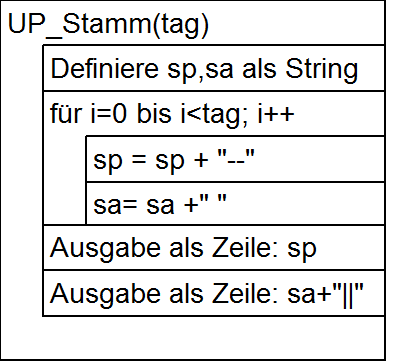 UP_Stamm(tag)
Definiere sp,sa als String
für i=0 bis i<tag; i++
sp = sp + "--"
sa= sa +" "
Ausgabe als Zeile: sp
Ausgabe als Zeile: sa+"||"